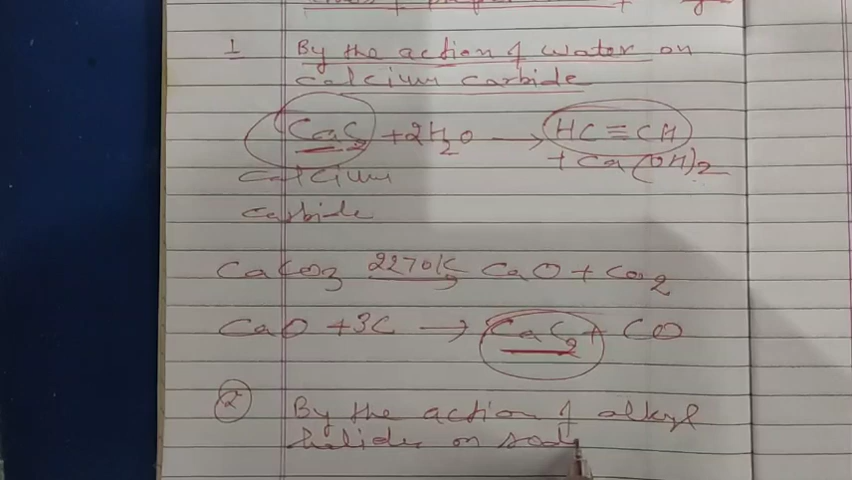 1 By the action of water on
calcium carbide
CaC2 + 2H2O → HC≡CH
+ Ca(OH)2
Calcium
carbide
CaCO3 2270K→ CaO + CO2
CaO + 3C → CaC2 + CO
2 By the action of alkyl
halides on sod